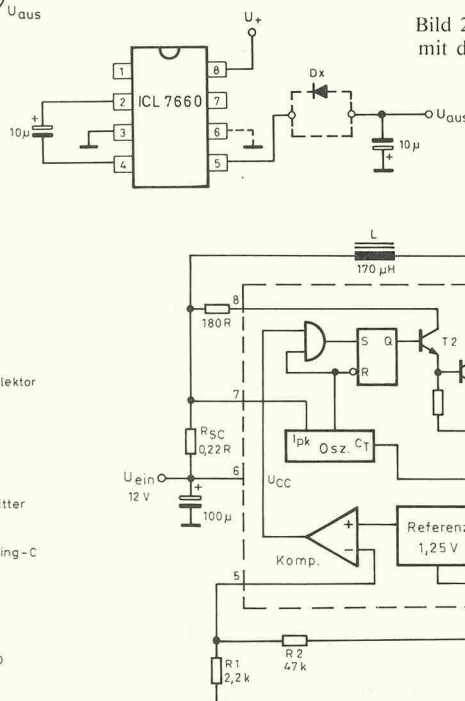 U aus
U+
Bild 2
mit d
1
8
Dx
2
ICL 7660
7
10µ
+
3
6
U aus
4
5
10µ
+
L
170 µH
8
180R
S Q
T2
R
lektor
7
RSC
0,22R
Ipk Osz. CT
Uein
12 V
6
+
UCC
itter
100µ
+
Referenz
1,25 V
ing-C
Komp.
−
5
R2
47k
R1
2,2k